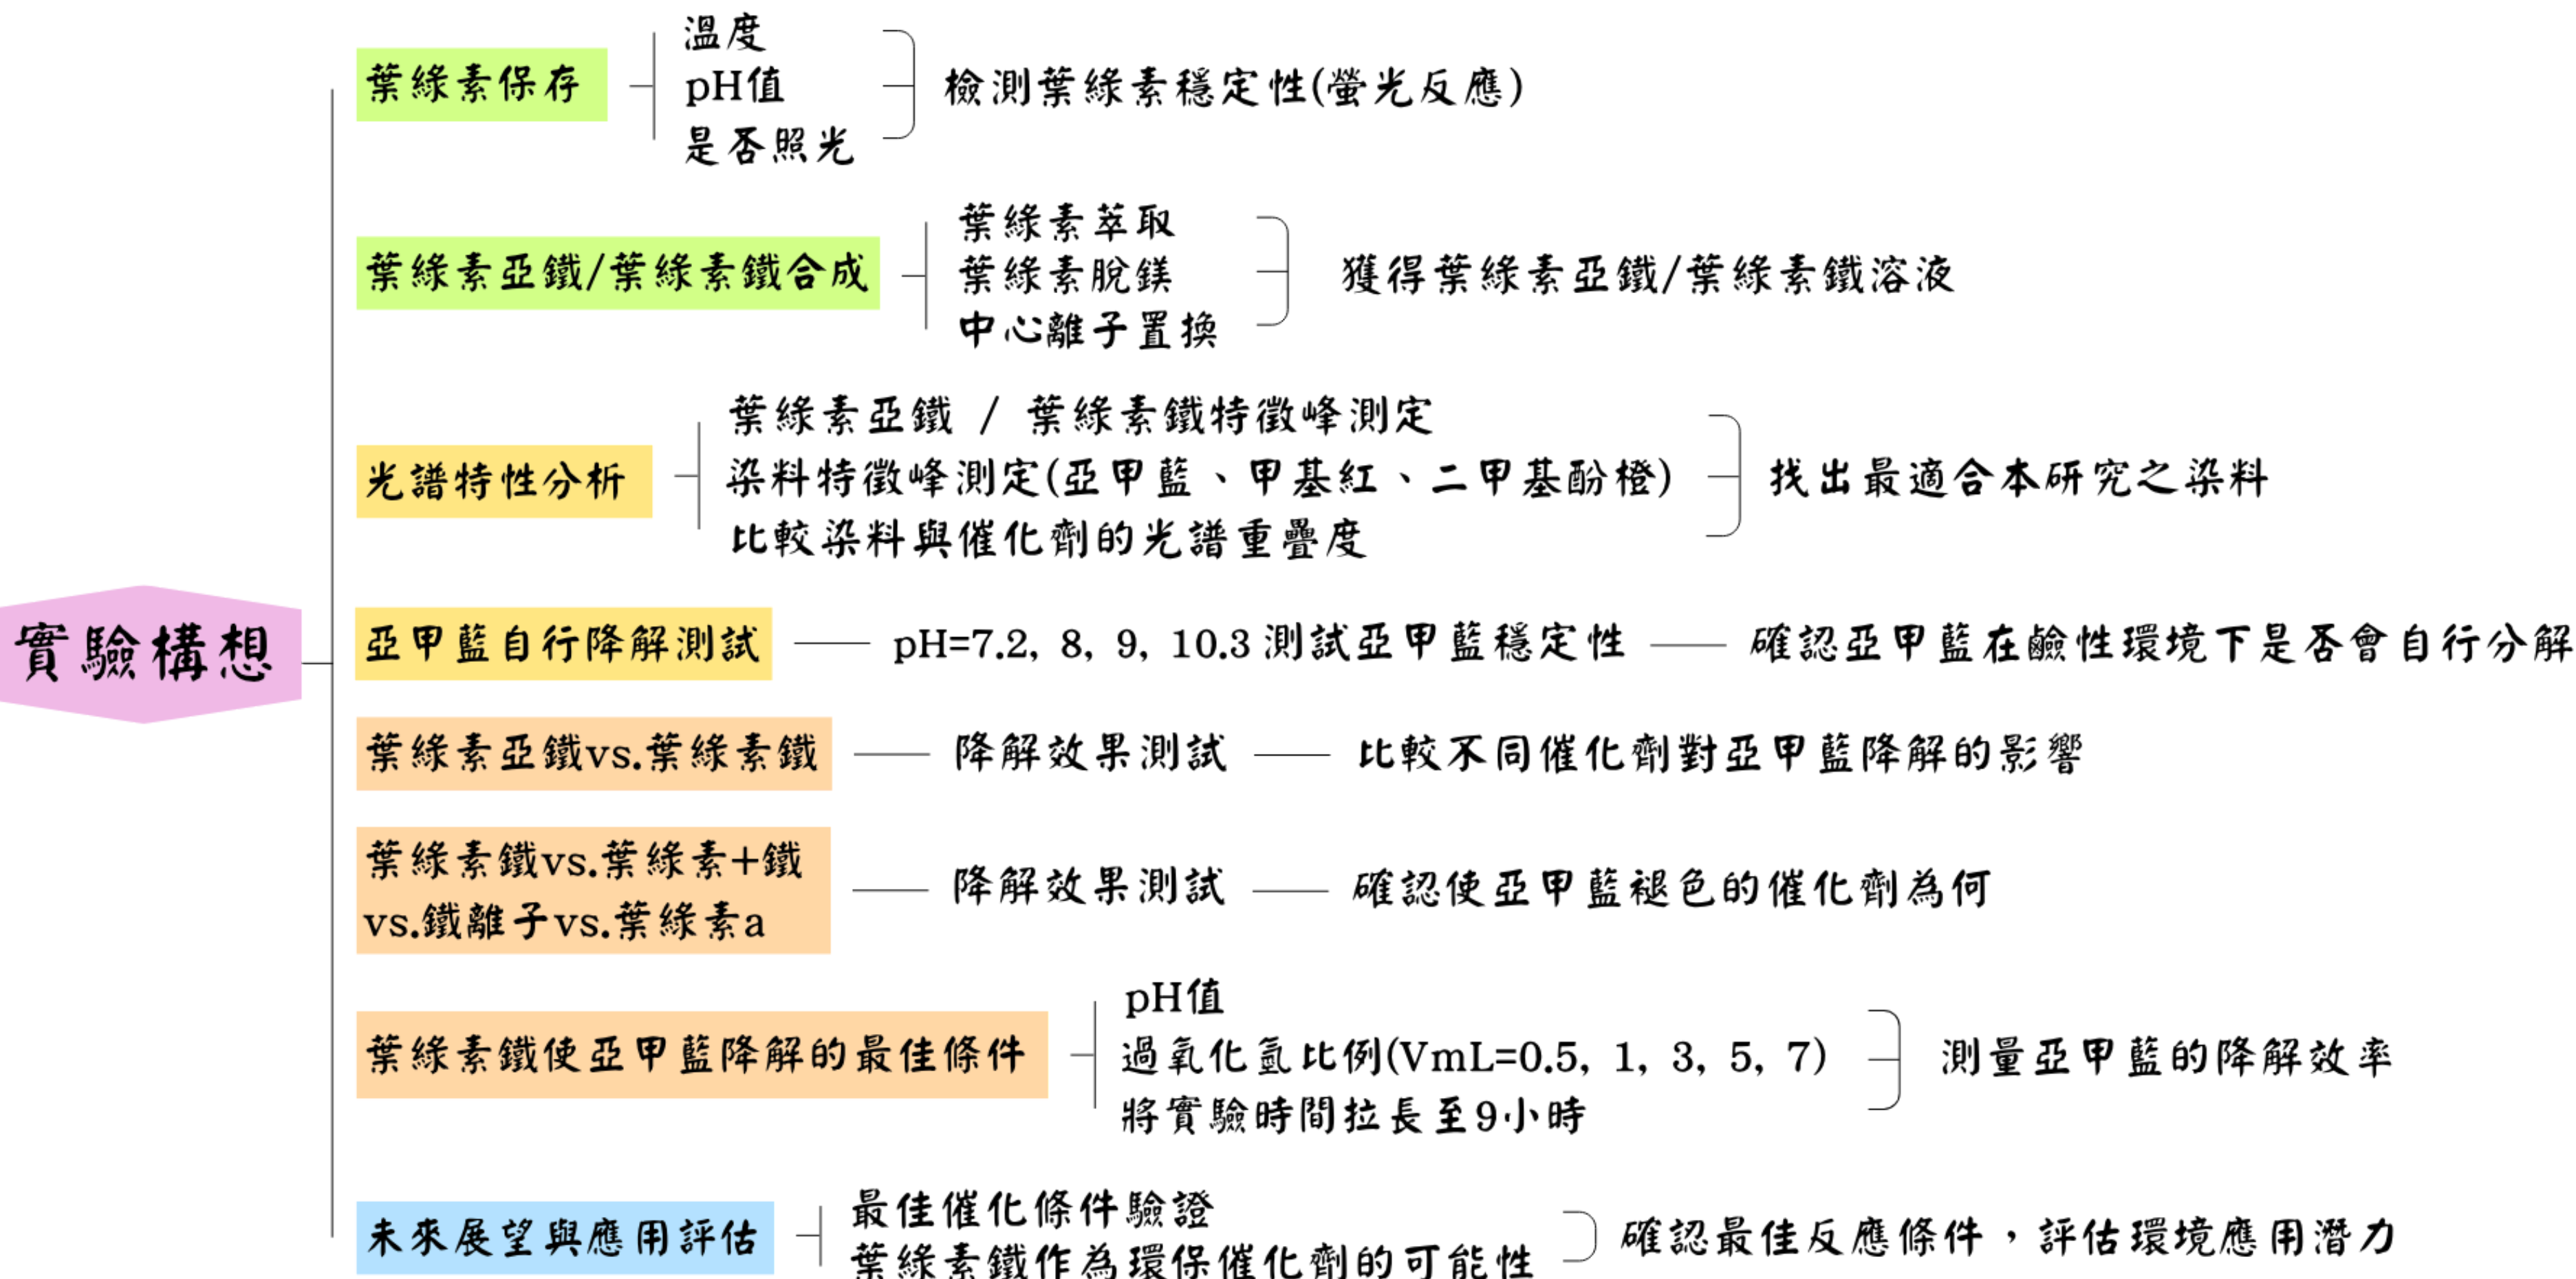 實驗構想
葉綠素保存
溫度
pH值
是否照光
檢測葉綠素穩定性(螢光反應)
葉綠素亞鐵/葉綠素鐵合成
葉綠素萃取
葉綠素脫鎂
中心離子置換
獲得葉綠素亞鐵/葉綠素鐵溶液
光譜特性分析
葉綠素亞鐵 / 葉綠素鐵特徵峰測定
染料特徵峰測定(亞甲藍、甲基紅、二甲基酚橙)
比較染料與催化劑的光譜重疊度
找出最適合本研究之染料
亞甲藍自行降解測試
pH=7.2, 8, 9, 10.3 測試亞甲藍穩定性
確認亞甲藍在鹼性環境下是否會自行分解
葉綠素亞鐵vs.葉綠素鐵
降解效果測試
比較不同催化劑對亞甲藍降解的影響
葉綠素鐵vs.葉綠素+鐵
vs.鐵離子vs.葉綠素a
降解效果測試
確認使亞甲藍褪色的催化劑為何
葉綠素鐵使亞甲藍降解的最佳條件
pH值
過氧化氫比例(VmL=0.5, 1, 3, 5, 7)
將實驗時間拉長至9小時
測量亞甲藍的降解效率
未來展望與應用評估
最佳催化條件驗證
葉綠素鐵作為環保催化劑的可能性
確認最佳反應條件，評估環境應用潛力